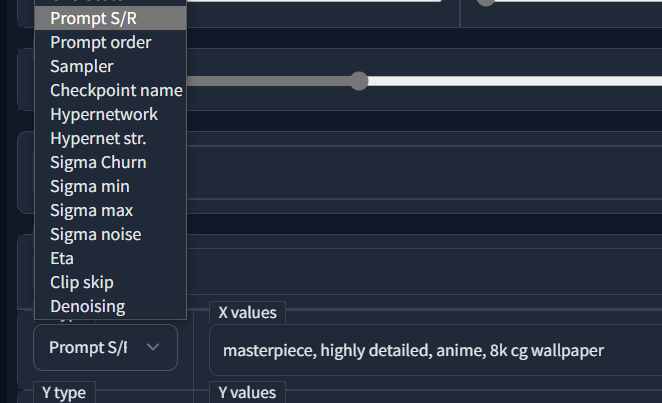 Prompt S/R
Prompt order
Sampler
Checkpoint name
Hypernetwork
Hypernet str.
Sigma Churn
Sigma min
Sigma max
Sigma noise
Eta
Clip skip
Denoising
X values
Prompt S/F
masterpiece, highly detailed, anime, 8k cg wallpaper
Y type
Y values